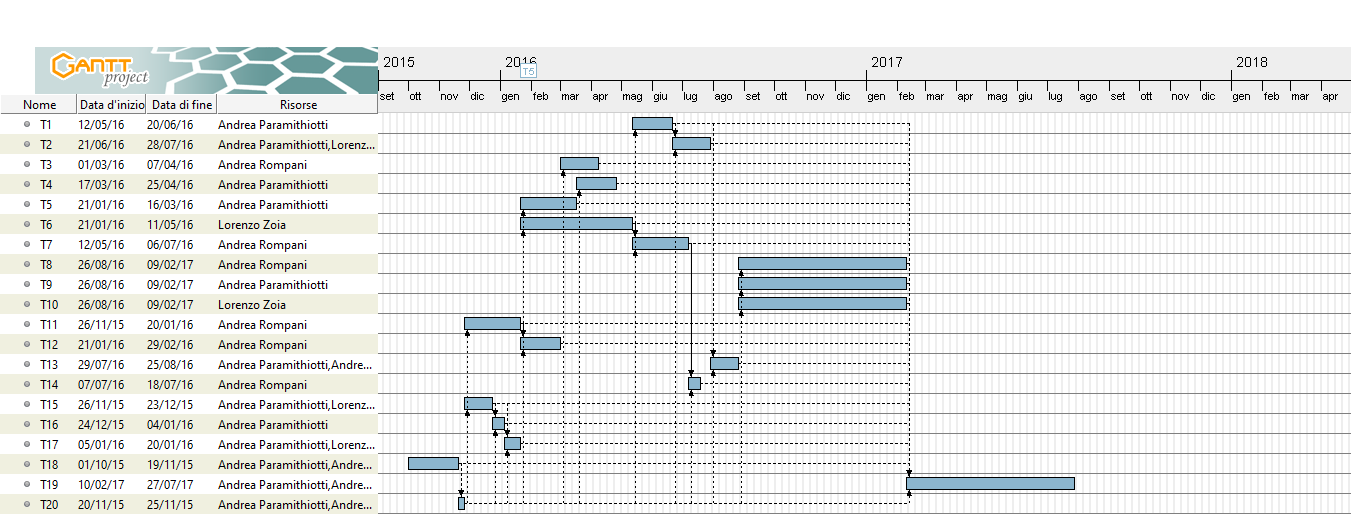 2015 2016 2017 2018
GANTT
project
T5
set ott nov dic gen feb mar apr mag giu lug ago set ott nov dic gen feb mar apr mag giu lug ago set ott nov dic gen feb mar apr
Nome Data d'inizio Data di fine Risorse
T1 12/05/16 20/06/16 Andrea Paramithiotti
T2 21/06/16 28/07/16 Andrea Paramithiotti,Lorenz...
T3 01/03/16 07/04/16 Andrea Rompani
T4 17/03/16 25/04/16 Andrea Paramithiotti
T5 21/01/16 16/03/16 Andrea Paramithiotti
T6 21/01/16 11/05/16 Lorenzo Zoia
T7 12/05/16 06/07/16 Andrea Rompani
T8 26/08/16 09/02/17 Andrea Rompani
T9 26/08/16 09/02/17 Andrea Paramithiotti
T10 26/08/16 09/02/17 Lorenzo Zoia
T11 26/11/15 20/01/16 Andrea Rompani
T12 21/01/16 29/02/16 Andrea Rompani
T13 29/07/16 25/08/16 Andrea Paramithiotti,Andre...
T14 07/07/16 18/07/16 Andrea Rompani
T15 26/11/15 23/12/15 Andrea Paramithiotti,Lorenz...
T16 24/12/15 04/01/16 Andrea Paramithiotti
T17 05/01/16 20/01/16 Andrea Paramithiotti,Lorenz...
T18 01/10/15 19/11/15 Andrea Paramithiotti,Andre...
T19 10/02/17 27/07/17 Andrea Paramithiotti,Andre...
T20 20/11/15 25/11/15 Andrea Paramithiotti,Andre...